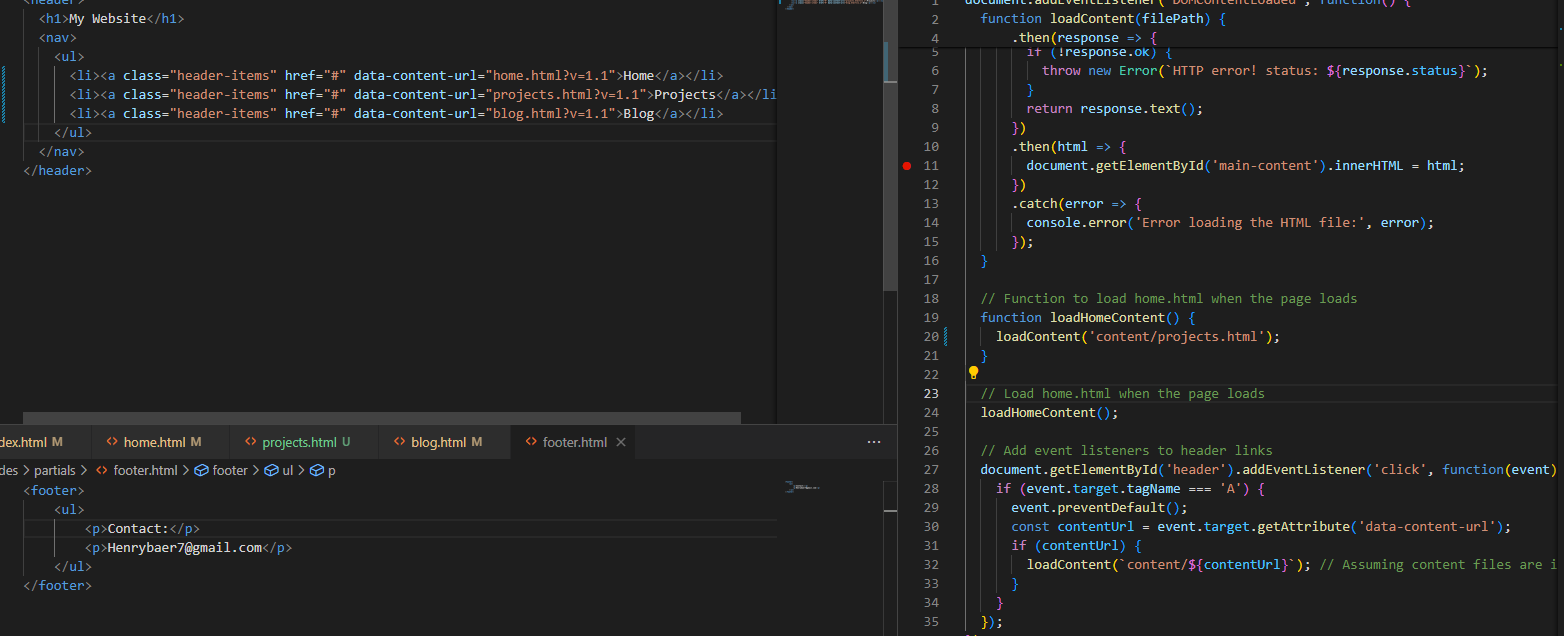 <header>
<h1>My Website</h1>
<nav>
<ul>
<li><a class="header-items" href="#" data-content-url="home.html?v=1.1">Home</a></li>
<li><a class="header-items" href="#" data-content-url="projects.html?v=1.1">Projects</a></li
<li><a class="header-items" href="#" data-content-url="blog.html?v=1.1">Blog</a></li>
</ul>
</nav>
</header>
dex.html M
home.html M
projects.html U
blog.html M
footer.html
des > partials > footer.html > footer > ul > p
<footer>
<ul>
<p>Contact:</p>
<p>Henrybaer7@gmail.com</p>
</ul>
</footer>
1 document.addEventListener('DOMContentLoaded', function() {
2 function loadContent(filePath) {
4 .then(response => {
5 if (!response.ok) {
6 throw new Error(`HTTP error! status: ${response.status}`);
7 }
8 return response.text();
9 })
10 .then(html => {
11 document.getElementById('main-content').innerHTML = html;
12 })
13 .catch(error => {
14 console.error('Error loading the HTML file:', error);
15 });
16 }
17
18 // Function to load home.html when the page loads
19 function loadHomeContent() {
20 loadContent('content/projects.html');
21 }
22
23 // Load home.html when the page loads
24 loadHomeContent();
25
26 // Add event listeners to header links
27 document.getElementById('header').addEventListener('click', function(event)
28 if (event.target.tagName === 'A') {
29 event.preventDefault();
30 const contentUrl = event.target.getAttribute('data-content-url');
31 if (contentUrl) {
32 loadContent(`content/${contentUrl}`); // Assuming content files are i
33 }
34 }
35 });